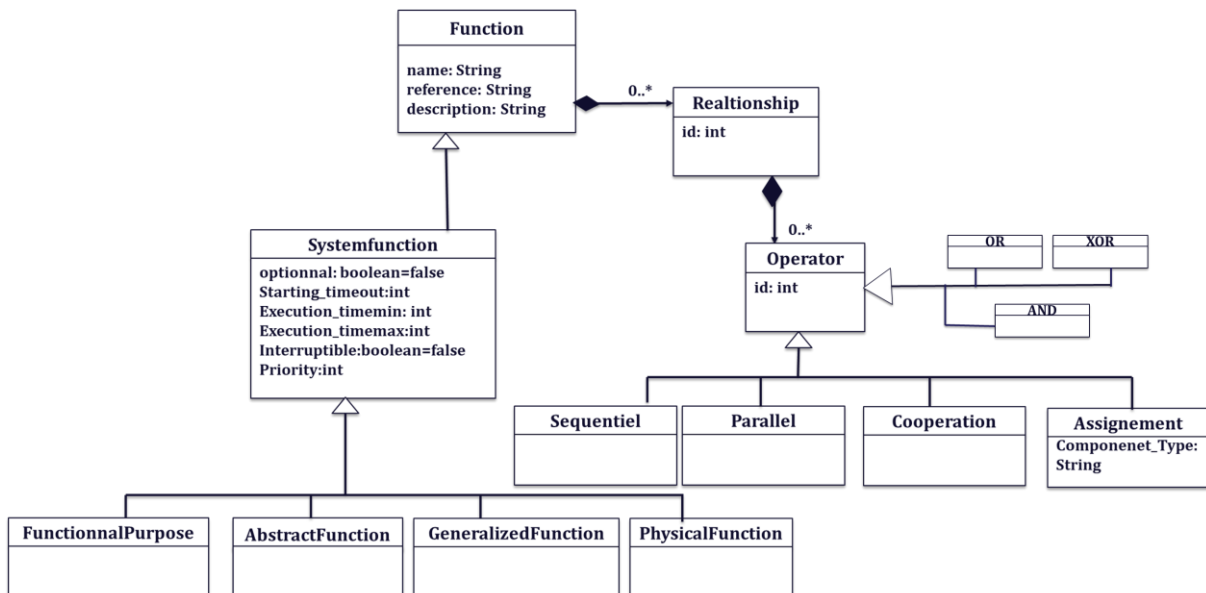 Function
name: String
reference: String
description: String
0..*
Realtionship
id: int
0..*
Systemfunction
optionnal: boolean=false
Starting_timeout:int
Execution_timemin: int
Execution_timemax:int
Interruptible:boolean=false
Priority:int
Operator
id: int
OR
XOR
AND
Sequentiel
Parallel
Cooperation
Assignement
Componenet_Type:
String
FunctionnalPurpose
AbstractFunction
GeneralizedFunction
PhysicalFunction